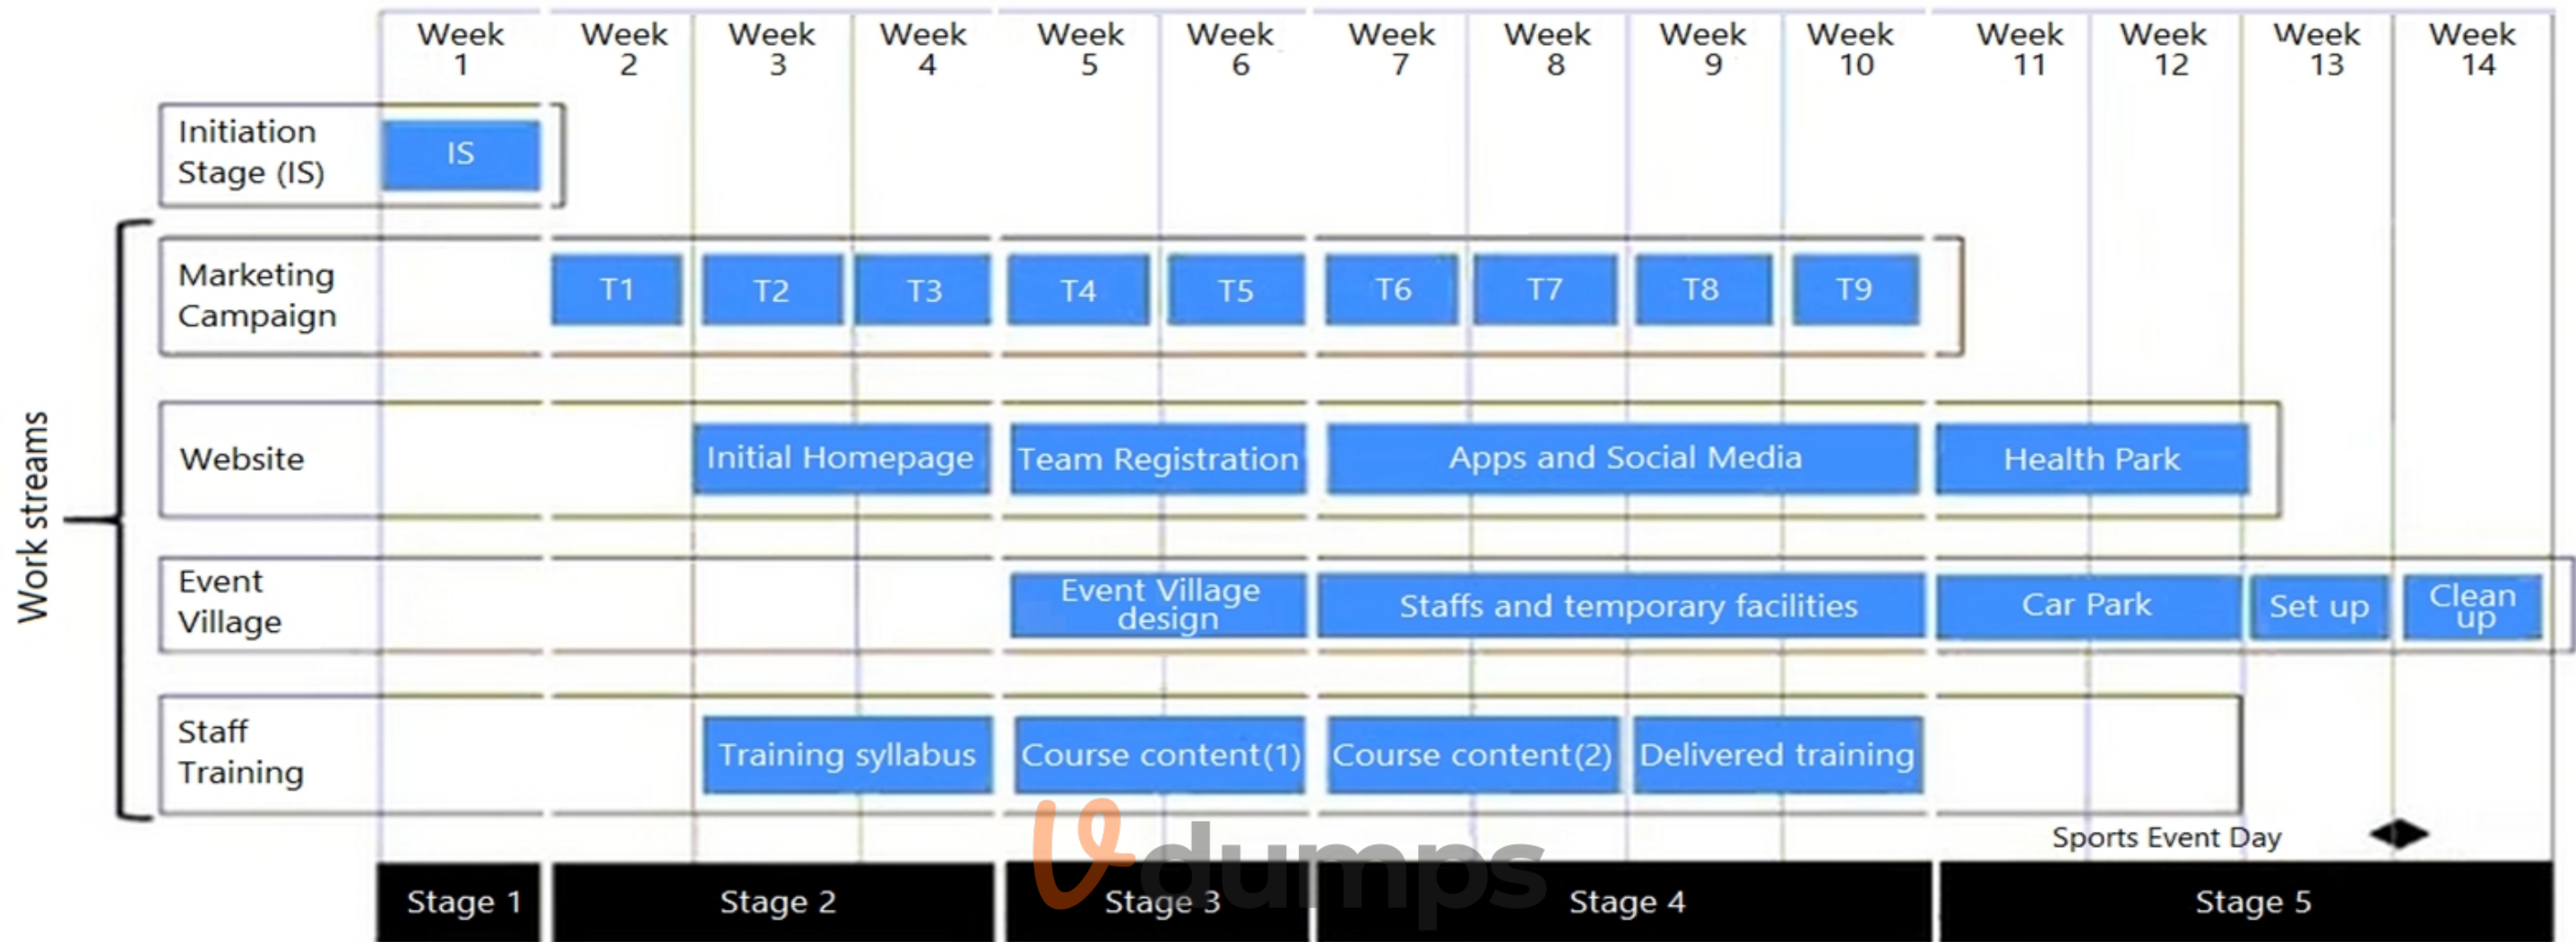 Week Week Week Week Week Week Week Week Week Week Week Week Week Week
1 2 3 4 5 6 7 8 9 10 11 12 13 14
Initiation
Stage (IS)
IS
Work streams
Marketing
Campaign
T1 T2 T3 T4 T5 T6 T7 T8 T9
Website
Initial Homepage Team Registration Apps and Social Media Health Park
Event
Village
Event Village
design
Staffs and temporary facilities Car Park Set up
Clean
up
Staff
Training
Training syllabus Course content(1) Course content(2) Delivered training
Sports Event Day
dumps
Stage 1 Stage 2 Stage 3 Stage 4 Stage 5